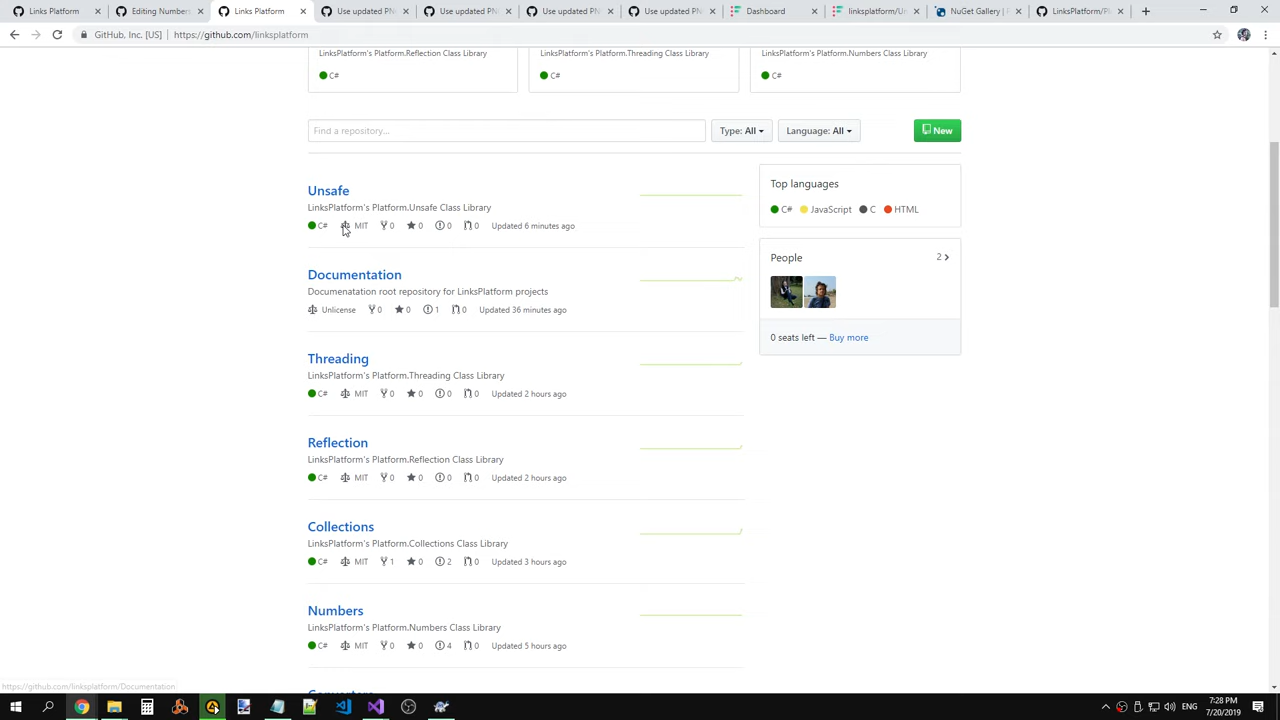 Links Platform
Editing Numbers
Links Platform
Use updated PN
Use updated PN
Use updated PN
Use updated PN
Dashboard
linksplatform/Un
NuGet Gallery | P
LinksPlatform/Pl
GitHub, Inc. [US] | https://github.com/linksplatform
LinksPlatform's Platform.Reflection Class Library
LinksPlatform's Platform.Threading Class Library
LinksPlatform's Platform.Numbers Class Library
C#
C#
C#
Find a repository...
Type: All
Language: All
New
Unsafe
LinksPlatform's Platform.Unsafe Class Library
C# MIT 0 0 0 0 Updated 6 minutes ago
Documentation
Documenatation root repository for LinksPlatform projects
Unlicense 0 0 1 0 Updated 36 minutes ago
Threading
LinksPlatform's Platform.Threading Class Library
C# MIT 0 0 0 0 Updated 2 hours ago
Reflection
LinksPlatform's Platform.Reflection Class Library
C# MIT 0 0 0 0 Updated 2 hours ago
Collections
LinksPlatform's Platform.Collections Class Library
C# MIT 1 0 2 0 Updated 3 hours ago
Numbers
LinksPlatform's Platform.Numbers Class Library
C# MIT 0 0 4 0 Updated 5 hours ago
Top languages
C# JavaScript C HTML
People
2
0 seats left — Buy more
https://github.com/linksplatform/Documentation
ENG
7:28 PM
7/20/2019